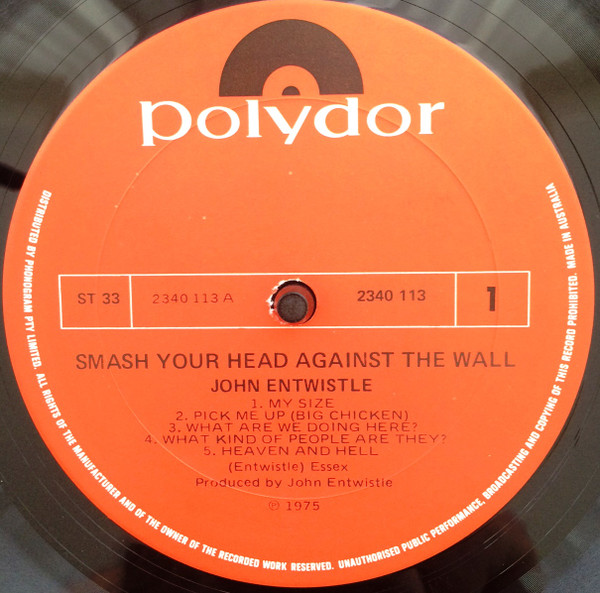 polydor
ST 33 2340 113 A 2340 113 1
SMASH YOUR HEAD AGAINST THE WALL
JOHN ENTWISTLE
1. MY SIZE
2. PICK ME UP (BIG CHICKEN)
3. WHAT ARE WE DOING HERE?
4. WHAT KIND OF PEOPLE ARE THEY?
5. HEAVEN AND HELL
(Entwistle) Essex
Produced by John Entwistle
℗ 1975
DISTRIBUTED BY PHONOGRAM PTY LIMITED. ALL RIGHTS OF THE MANUFACTURER AND OF THE OWNER OF THE RECORDED WORK RESERVED. UNAUTHORISED PUBLIC PERFORMANCE, BROADCASTING AND COPYING OF THIS RECORD PROHIBITED. MADE IN AUSTRALIA